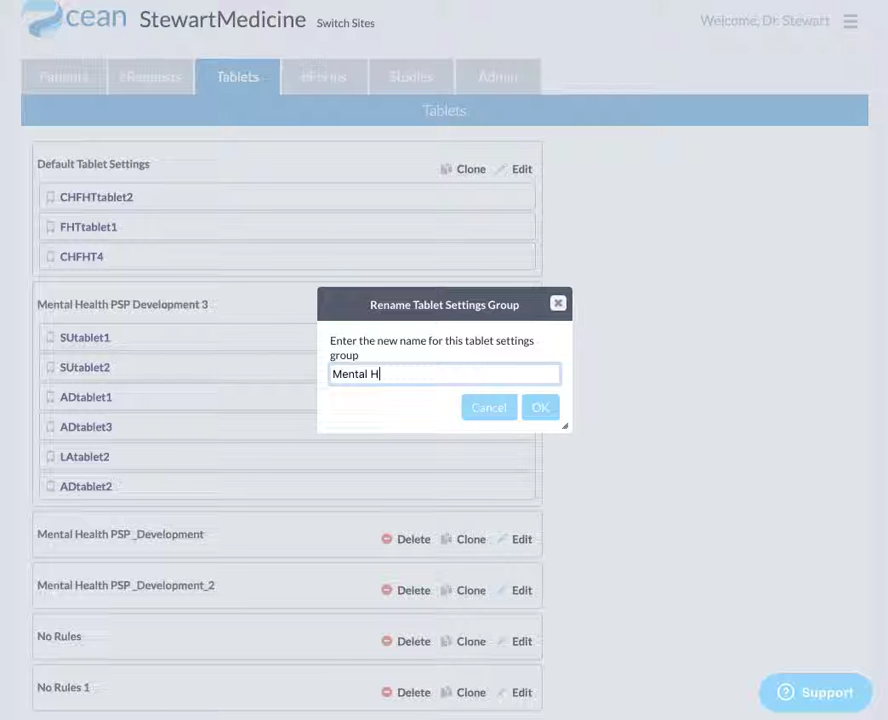 cean StewartMedicine Switch Sites
Welcome, Dr. Stewart
Patients eRequests Tablets eForms Studies Admin
Tablets
Default Tablet Settings
Clone Edit
CHFHTtablet2
FHTtablet1
CHFHT4
Mental Health PSP Development 3
SUtablet1
SUtablet2
ADtablet1
ADtablet3
LAtablet2
ADtablet2
Rename Tablet Settings Group
Enter the new name for this tablet settings
group
Mental H
Cancel OK
Mental Health PSP_Development Delete Clone Edit
Mental Health PSP_Development_2 Delete Clone Edit
No Rules Delete Clone Edit
No Rules 1 Delete Clone Edit
Support